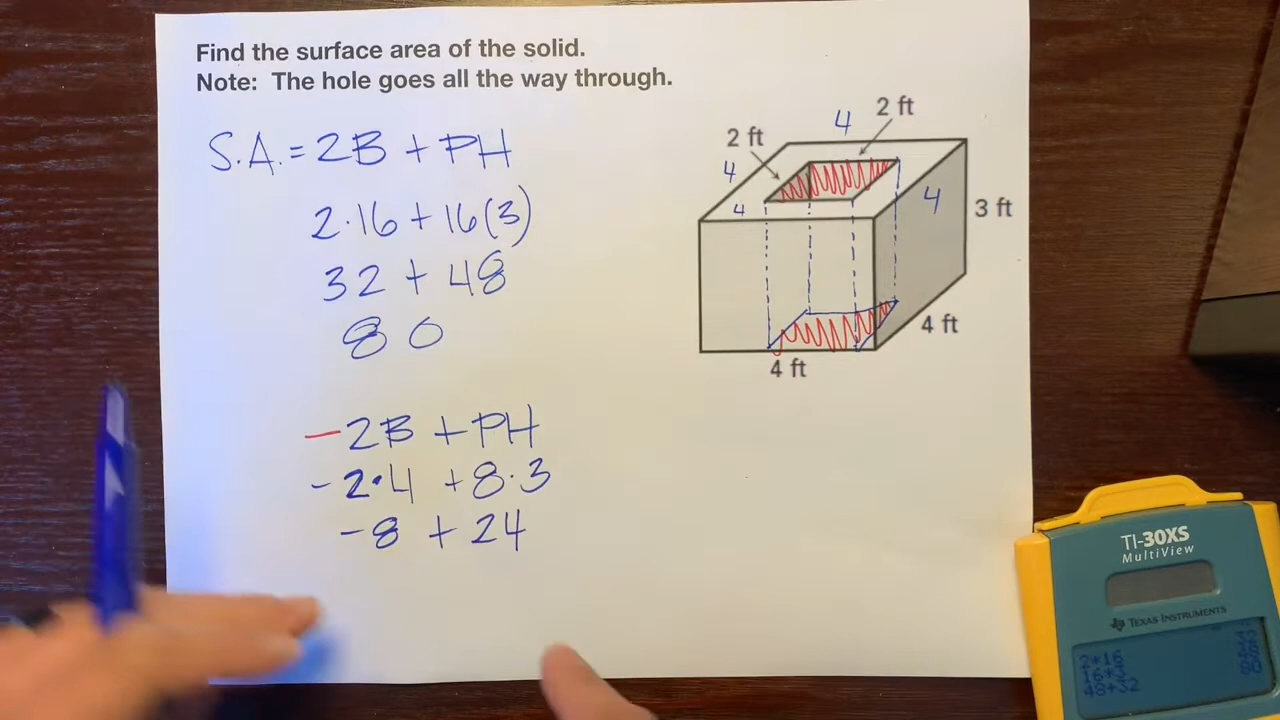 Find the surface area of the solid.
Note: The hole goes all the way through.
S.A. = 2B + PH
2·16 + 16(3)
32 + 48
80
- 2B + PH
- 2·4 + 8·3
- 8 + 24
4
2 ft
2 ft
4
4
4
3 ft
4 ft
4 ft
TI-30XS
MultiView
TEXAS INSTRUMENTS